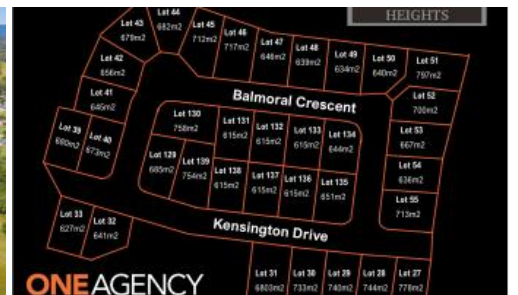 HEIGHTS
Lot 44
682m2
Lot 43
679m2
Lot 45
712m2
Lot 46
717m2
Lot 47
646m2
Lot 48
639m2
Lot 49
634m2
Lot 50
640m2
Lot 51
797m2
Lot 42
656m2
Lot 41
645m2
Lot 52
700m2
Balmoral Crescent
Lot 39
660m2
Lot 40
673m2
Lot 130
758m2
Lot 131
615m2
Lot 132
615m2
Lot 133
615m2
Lot 134
644m2
Lot 53
667m2
Lot 129
685m2
Lot 139
754m2
Lot 138
615m2
Lot 137
615m2
Lot 136
615m2
Lot 135
651m2
Lot 54
636m2
Lot 55
713m2
Lot 33
627m2
Lot 32
641m2
Kensington Drive
Lot 31
6803m2
Lot 30
733m2
Lot 29
740m2
Lot 28
744m2
Lot 27
778m2
ONEAGENCY